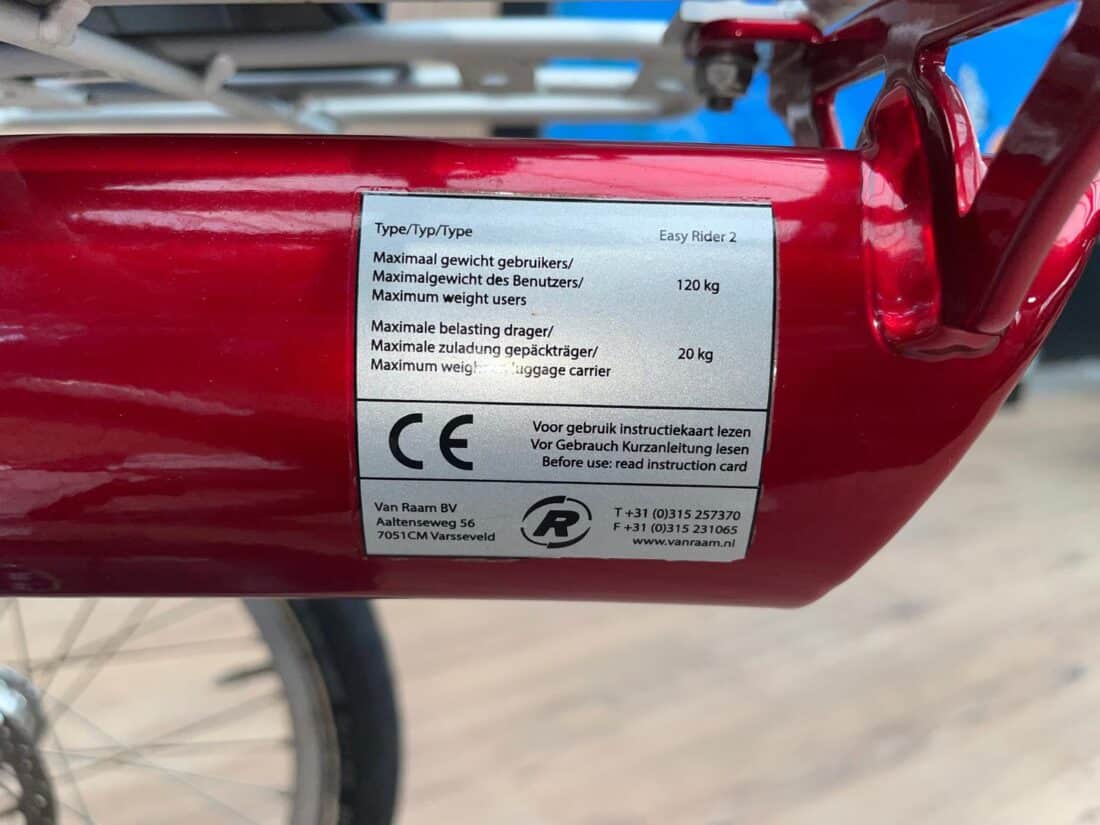 Type/Typ/Type Easy Rider 2
Maximaal gewicht gebruikers/
Maximalgewicht des Benutzers/ 120 kg
Maximum weight users
Maximale belasting drager/
Maximale zuladung gepäckträger/ 20 kg
Maximum luggage carrier
CE
Voor gebruik instructiekaart lezen
Vor Gebrauch Kurzanleitung lesen
Before use: read instruction card
Van Raam BV
Aaltenseweg 56
7051CM Varsseveld
R
T +31 (0)315 257370
F +31 (0)315 231065
www.vanraam.nl